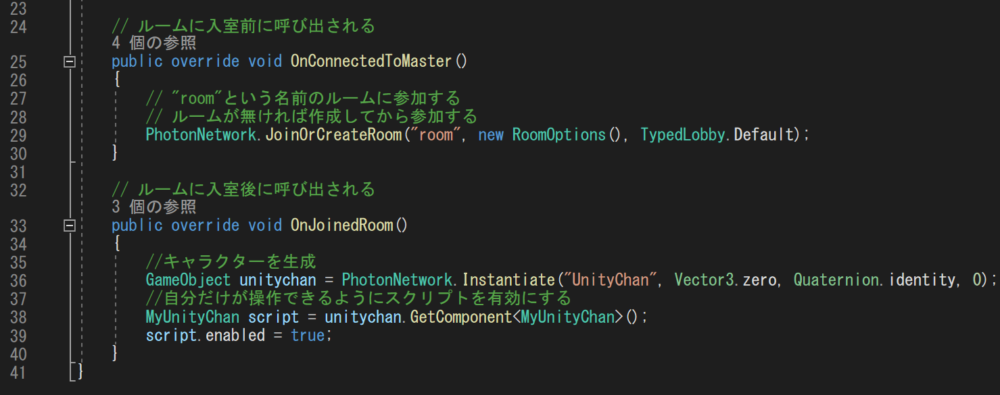 23
24 // ルームに入室前に呼び出される
4 個の参照
25 public override void OnConnectedToMaster()
26 {
27 // "room"という名前のルームに参加する
28 // ルームが無ければ作成してから参加する
29 PhotonNetwork.JoinOrCreateRoom("room", new RoomOptions(), TypedLobby.Default);
30 }
31
32 // ルームに入室後に呼び出される
3 個の参照
33 public override void OnJoinedRoom()
34 {
35 //キャラクターを生成
36 GameObject unitychan = PhotonNetwork.Instantiate("UnityChan", Vector3.zero, Quaternion.identity, 0);
37 //自分だけが操作できるようにスクリプトを有効にする
38 MyUnityChan script = unitychan.GetComponent<MyUnityChan>();
39 script.enabled = true;
40 }
41 }